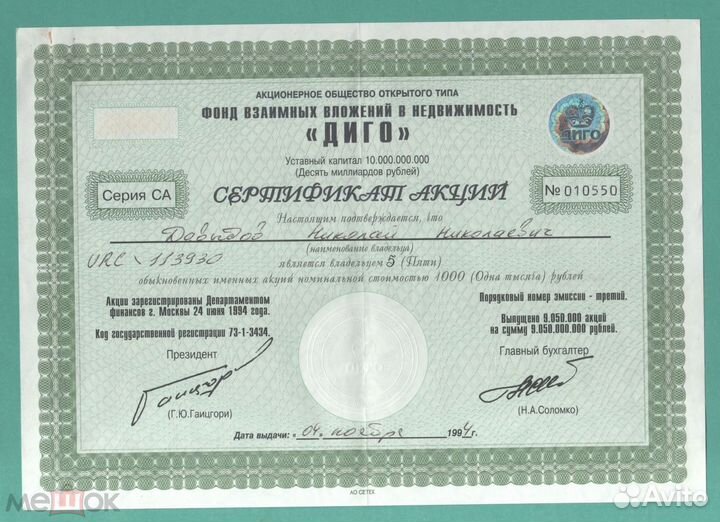 АКЦИОНЕРНОЕ ОБЩЕСТВО ОТКРЫТОГО ТИПА
ФОНД ВЗАИМНЫХ ВЛОЖЕНИЙ В НЕДВИЖИМОСТЬ
«ДИГО»
ДИГО
Уставный капитал 10.000.000.000
(Десять миллиардов рублей)
Серия СА
СЕРТИФИКАТ АКЦИЙ
№ 010550
Настоящим подтверждается, что
Давыдов Николай Николаевич
(наименование владельца)
URC 113930
является владельцем 5 (Пяти)
обыкновенных именных акций номинальной стоимостью 1000 (Одна тысяча) рублей
Акции зарегистрированы Департаментом
финансов г. Москвы 24 июня 1994 года.
Код государственной регистрации 73-1-3434.
Порядковый номер эмиссии - третий.
Выпущено 9.050.000 акций
на сумму 9.050.000.000 рублей.
Президент
Главный бухгалтер
(Г.Ю.Гаицгори)
(Н.А.Соломко)
Дата выдачи: « 04. ноября 1994 г.
АО СЕТЕХ
мешок
Avito